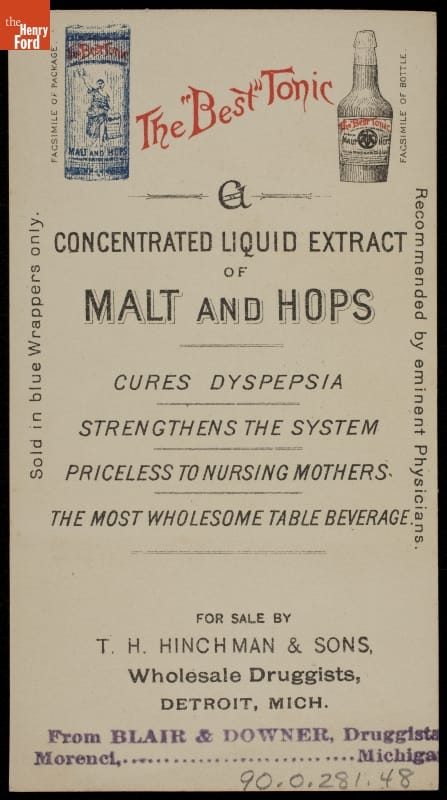 the
Henry
Ford
FACSIMILE OF PACKAGE.
The Best Tonic
MALT AND HOPS
The "Best" Tonic
The Best Tonic
MALT HOPS
FACSIMILE OF BOTTLE.
A
CONCENTRATED LIQUID EXTRACT
OF
MALT AND HOPS
Sold in blue Wrappers only.
Recommended by eminent Physicians.
CURES DYSPEPSIA
STRENGTHENS THE SYSTEM
PRICELESS TO NURSING MOTHERS.
THE MOST WHOLESOME TABLE BEVERAGE.
FOR SALE BY
T. H. HINCHMAN & SONS,
Wholesale Druggists,
DETROIT, MICH.
From BLAIR & DOWNER, Druggists
Morenci,........................Michiga
90.0.281.48